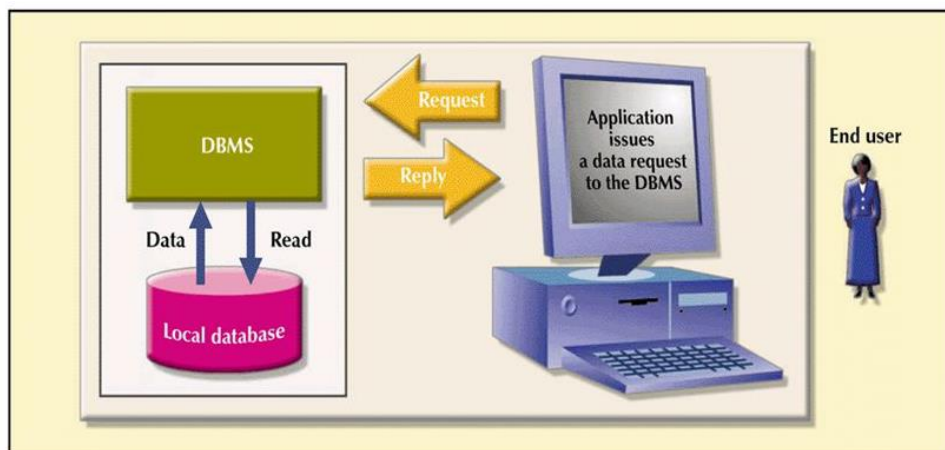 DBMS
Data
Read
Local database
Request
Reply
Application
issues
a data request
to the DBMS
End user